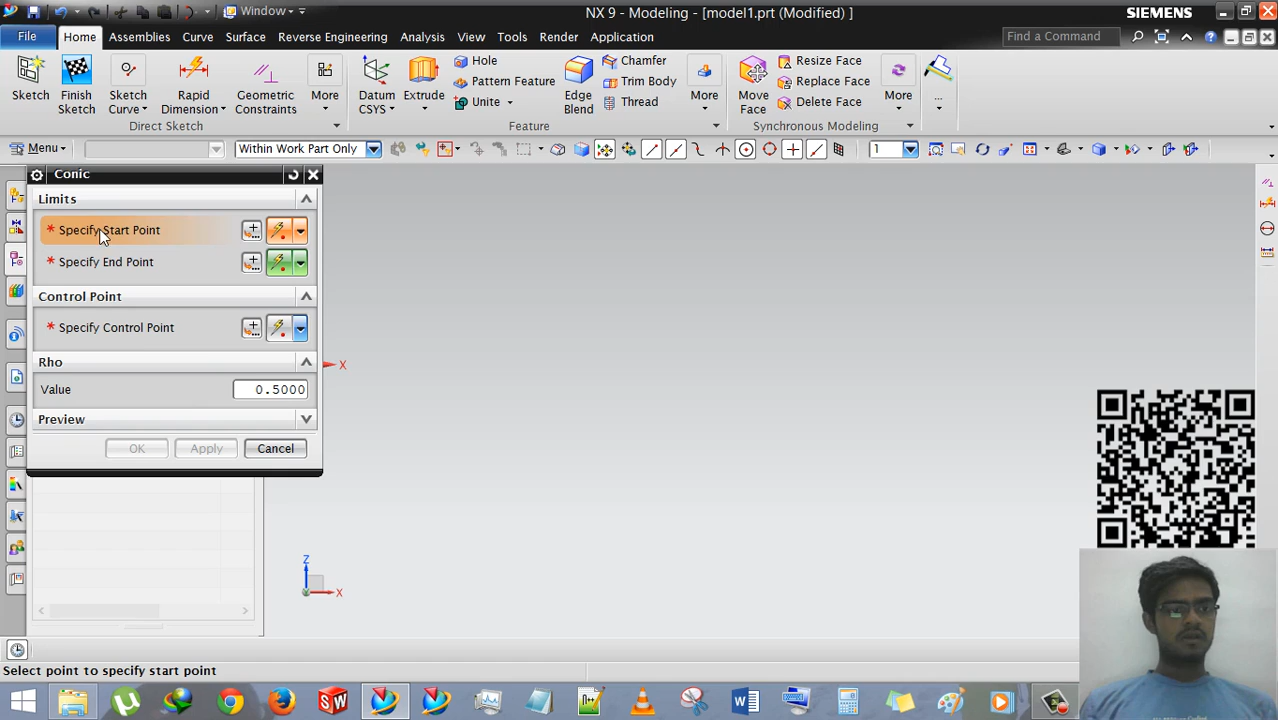 Window
NX 9 - Modeling - [model1.prt (Modified) ]
SIEMENS
File Home Assemblies Curve Surface Reverse Engineering Analysis View Tools Render Application Find a Command
Sketch
Finish Sketch
Sketch Curve
Rapid Dimension
Geometric Constraints
More
Datum CSYS
Extrude
Hole
Pattern Feature
Unite
Edge Blend
Chamfer
Trim Body
Thread
More
Move Face
Resize Face
Replace Face
Delete Face
More
...
Direct Sketch Feature Synchronous Modeling
Menu Within Work Part Only 1
Conic
Limits
* Specify Start Point
* Specify End Point
Control Point
* Specify Control Point
Rho
Value 0.5000
Preview
OK Apply Cancel
X
Z
X
Select point to specify start point